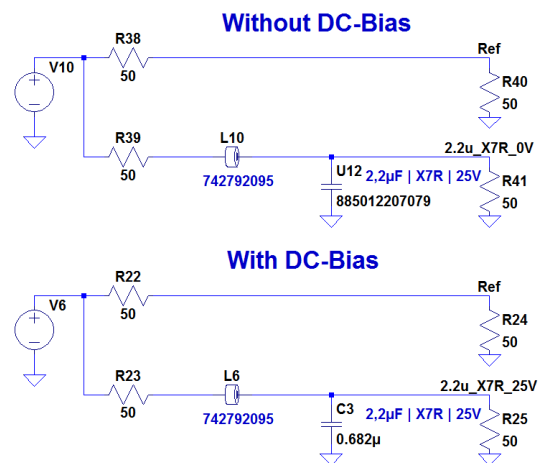 Without DC-Bias
R38
Ref
V10
50
R40
50
R39
L10
2.2u_X7R_0V
50
742792095
U12
2,2µF | X7R | 25V
R41
885012207079
50
With DC-Bias
R22
Ref
V6
50
R24
50
R23
L6
2.2u_X7R_25V
50
742792095
C3
2,2µF | X7R | 25V
R25
0.682µ
50